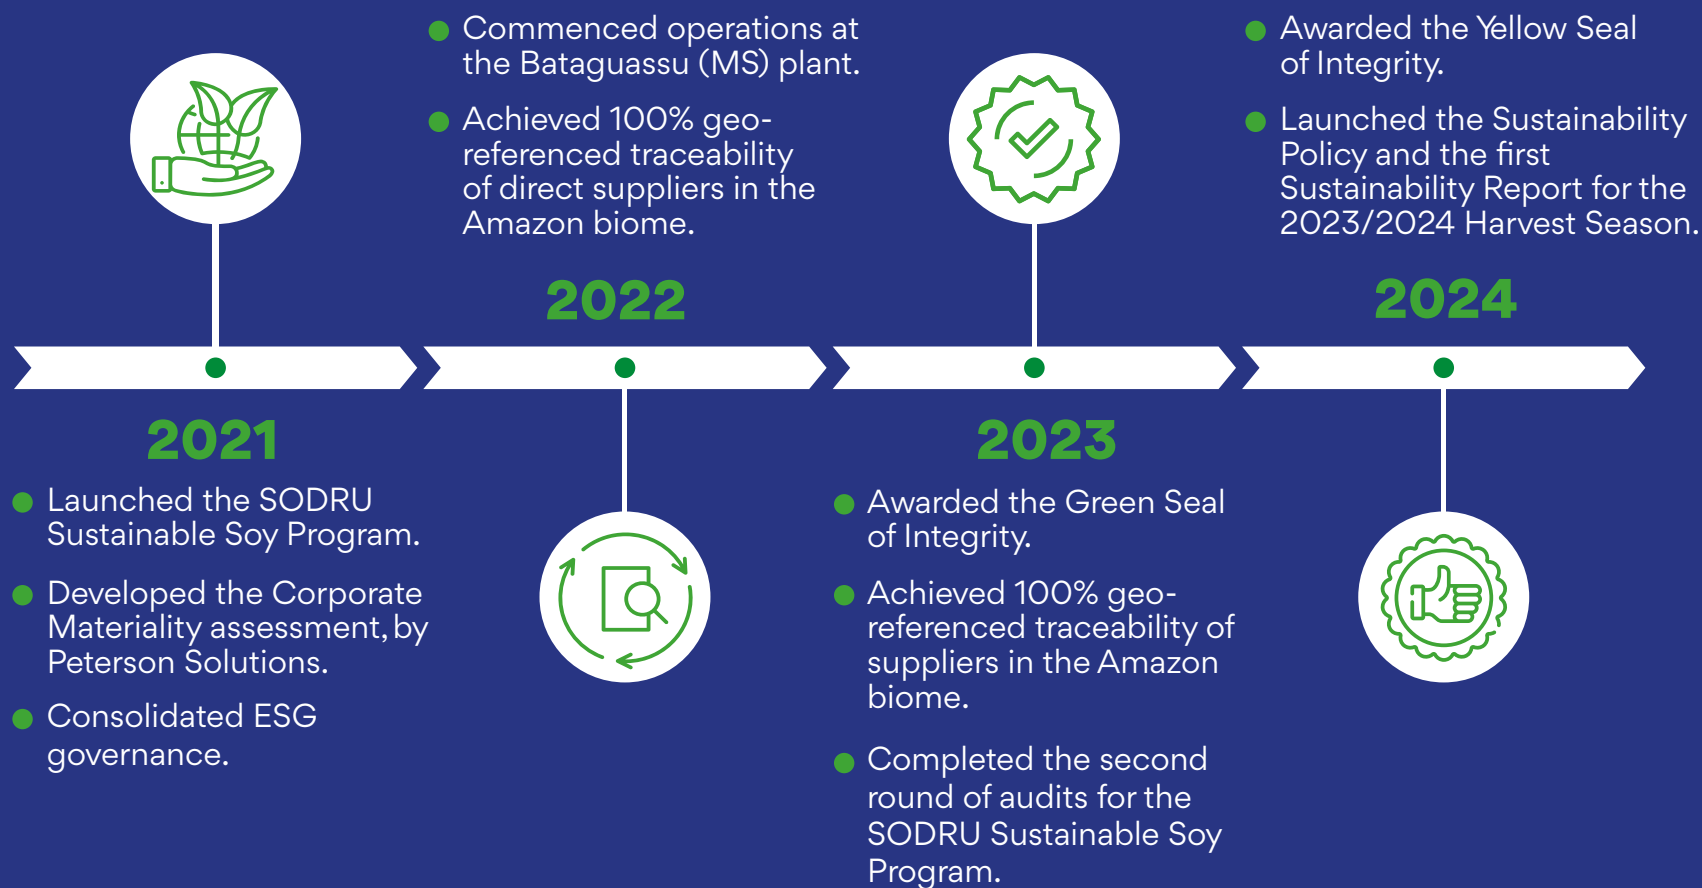 2021
Launched the SODRU
Sustainable Soy Program.
Developed the Corporate
Materiality assessment, by
Peterson Solutions.
Consolidated ESG
governance.
Commenced operations at
the Bataguassu (MS) plant.
Achieved 100% geo-
referenced traceability
of direct suppliers in the
Amazon biome.
2022
2023
Awarded the Green Seal
of Integrity.
Achieved 100% geo-
referenced traceability of
suppliers in the Amazon
biome.
Completed the second
round of audits for the
SODRU Sustainable Soy
Program.
Awarded the Yellow Seal
of Integrity.
Launched the Sustainability
Policy and the first
Sustainability Report for the
2023/2024 Harvest Season.
2024